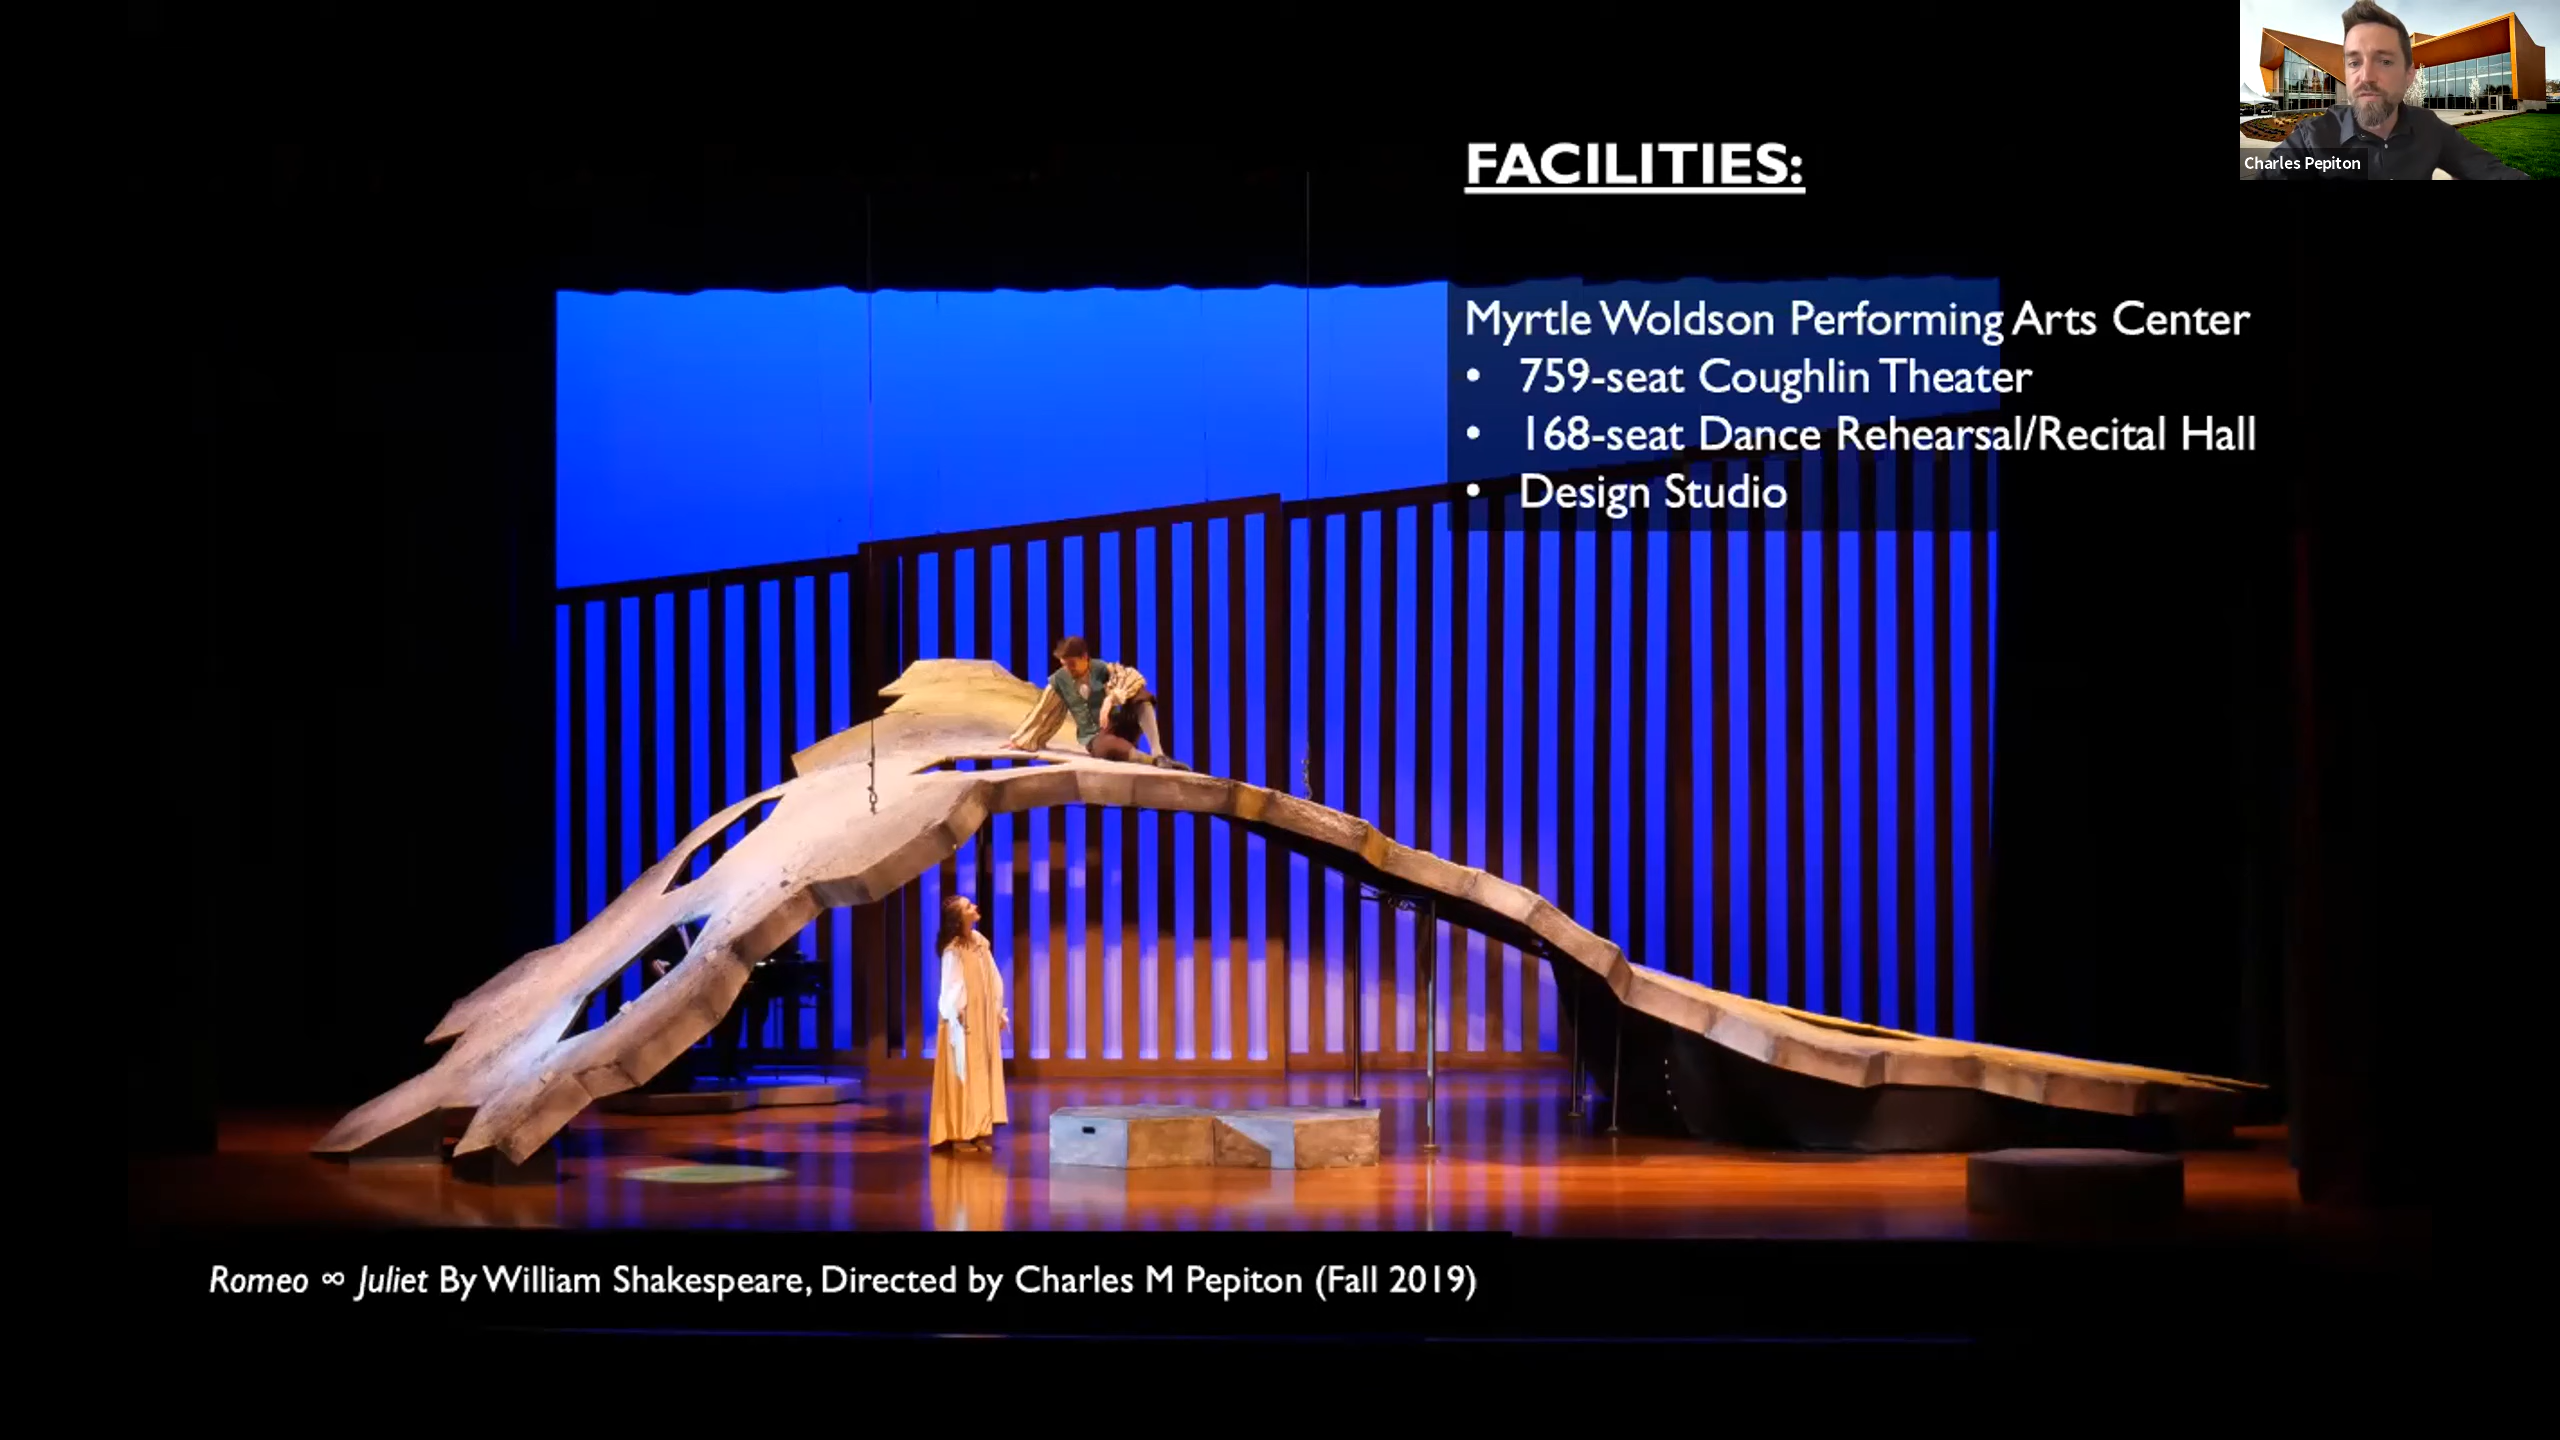 FACILITIES:
Charles Pepiton
Myrtle Woldson Performing Arts Center
• 759-seat Coughlin Theater
• 168-seat Dance Rehearsal/Recital Hall
• Design Studio
Romeo ∞ Juliet By William Shakespeare, Directed by Charles M Pepiton (Fall 2019)